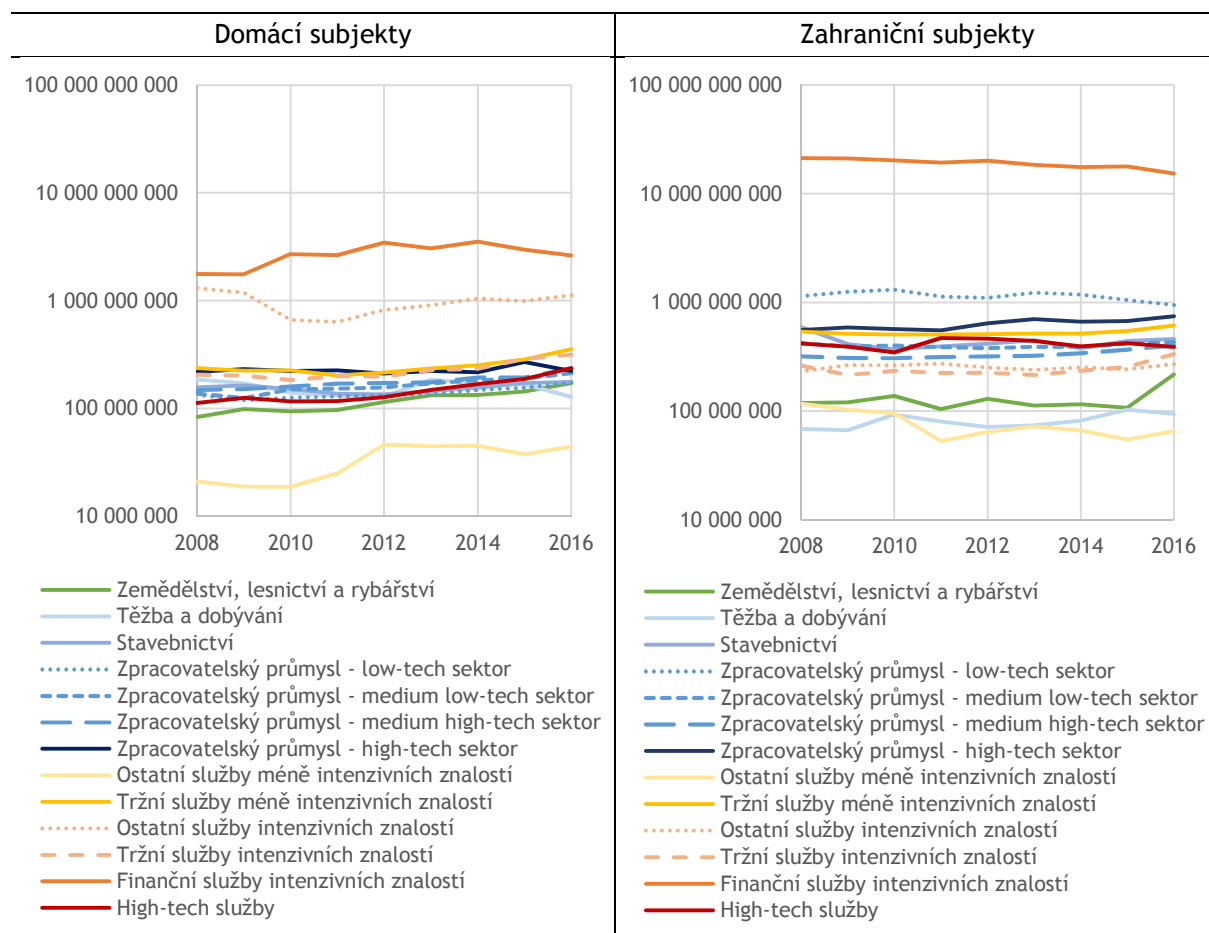 Domácí subjekty
Zahraniční subjekty
100 000 000 000
10 000 000 000
1 000 000 000
100 000 000
10 000 000
2008 2010 2012 2014 2016
Zemědělství, lesnictví a rybářství
Těžba a dobývání
Stavebnictví
Zpracovatelský průmysl - low-tech sektor
Zpracovatelský průmysl - medium low-tech sektor
Zpracovatelský průmysl - medium high-tech sektor
Zpracovatelský průmysl - high-tech sektor
Ostatní služby méně intenzivních znalostí
Tržní služby méně intenzivních znalostí
Ostatní služby intenzivních znalostí
Tržní služby intenzivních znalostí
Finanční služby intenzivních znalostí
High-tech služby
100 000 000 000
10 000 000 000
1 000 000 000
100 000 000
10 000 000
2008 2010 2012 2014 2016
Zemědělství, lesnictví a rybářství
Těžba a dobývání
Stavebnictví
Zpracovatelský průmysl - low-tech sektor
Zpracovatelský průmysl - medium low-tech sektor
Zpracovatelský průmysl - medium high-tech sektor
Zpracovatelský průmysl - high-tech sektor
Ostatní služby méně intenzivních znalostí
Tržní služby méně intenzivních znalostí
Ostatní služby intenzivních znalostí
Tržní služby intenzivních znalostí
Finanční služby intenzivních znalostí
High-tech služby